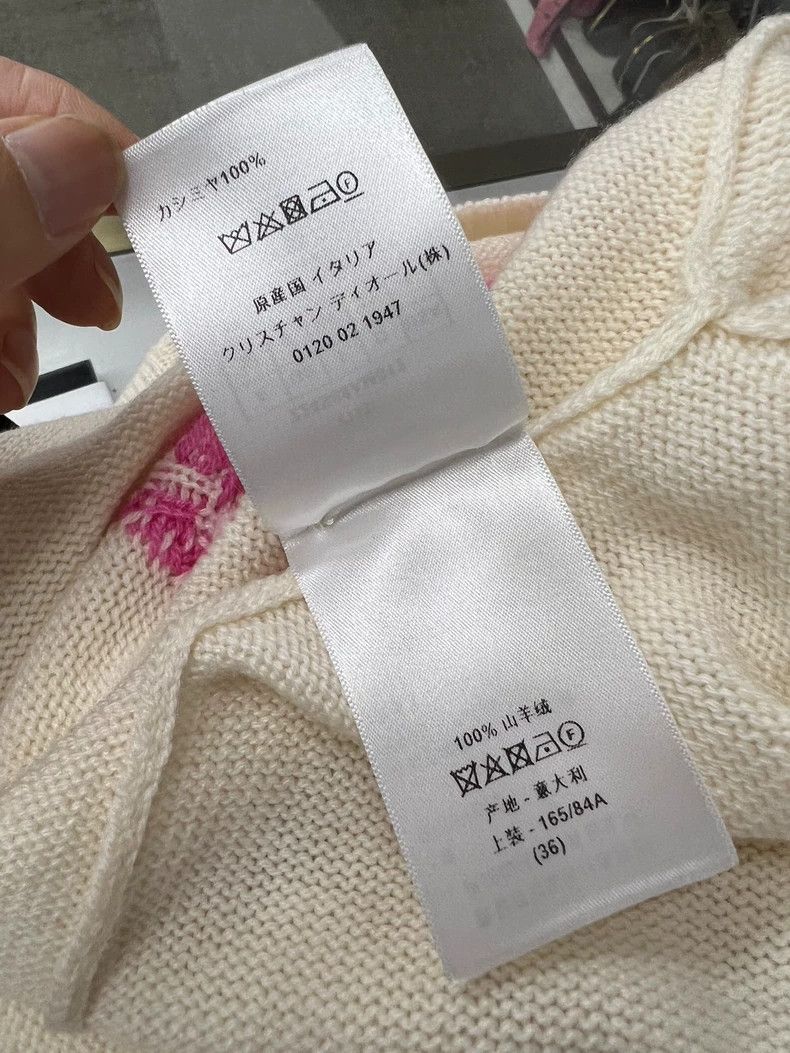 カシミヤ100%
原産国 イタリア
クリスチャン ディオール(株)
0120 02 1947
100% 山羊绒
产地 - 意大利
上装 - 165/84A
(36)